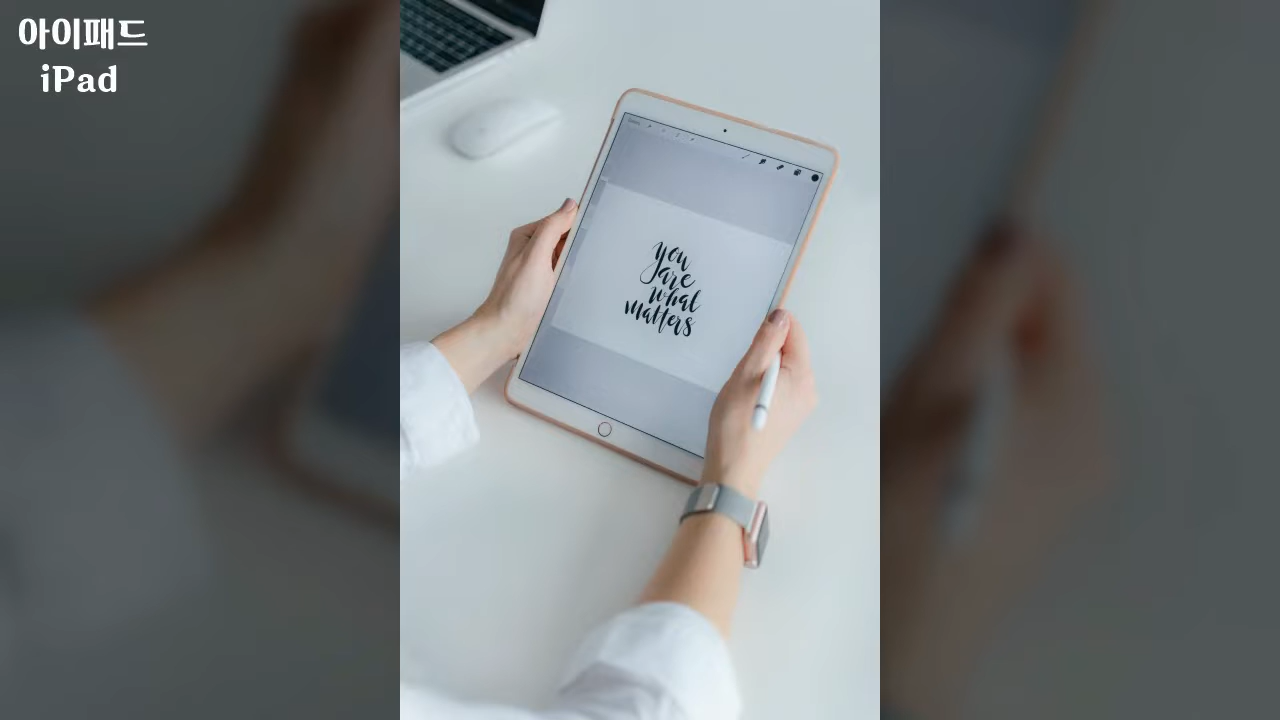 아이패드
iPad
you
are
what
matters